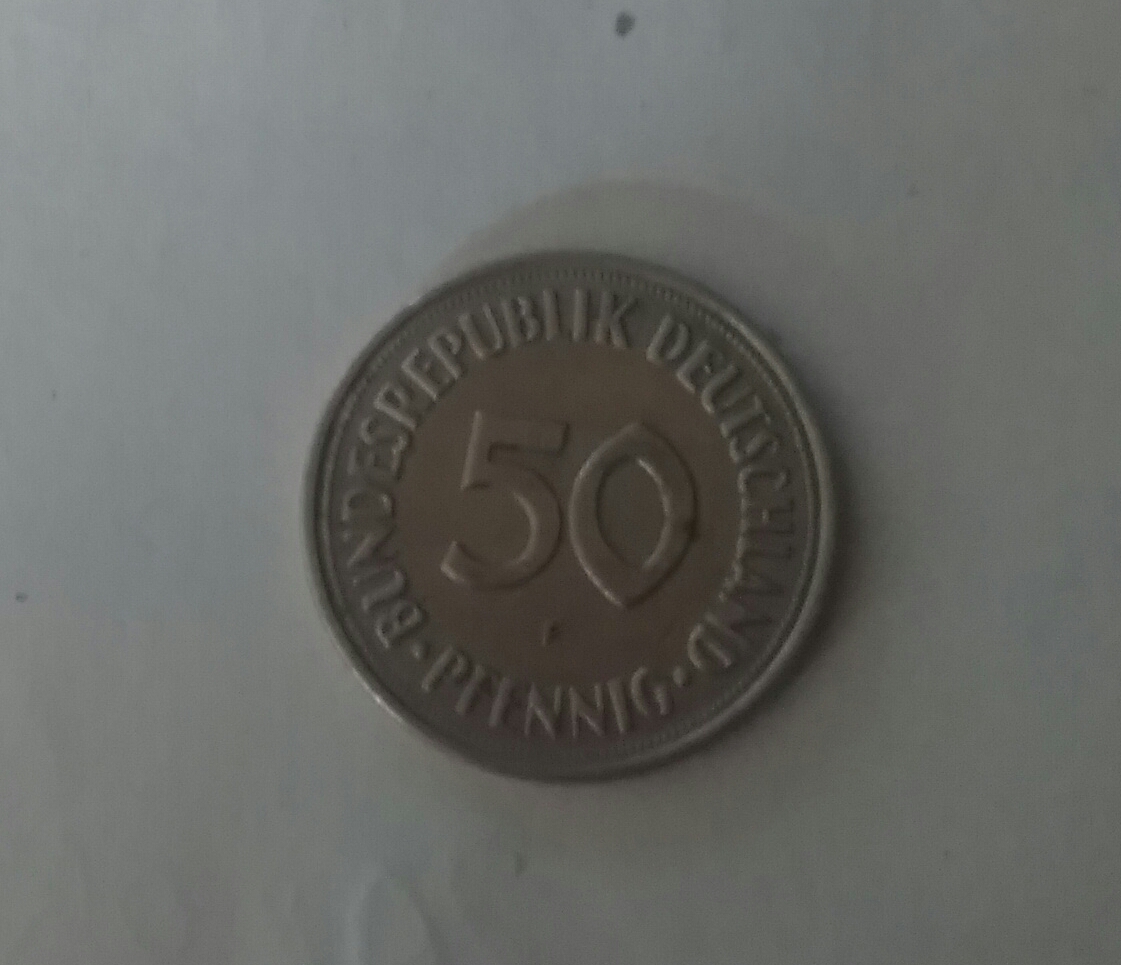 BUNDESREPUBLIK DEUTSCHLAND
50
F
· PFENNIG ·